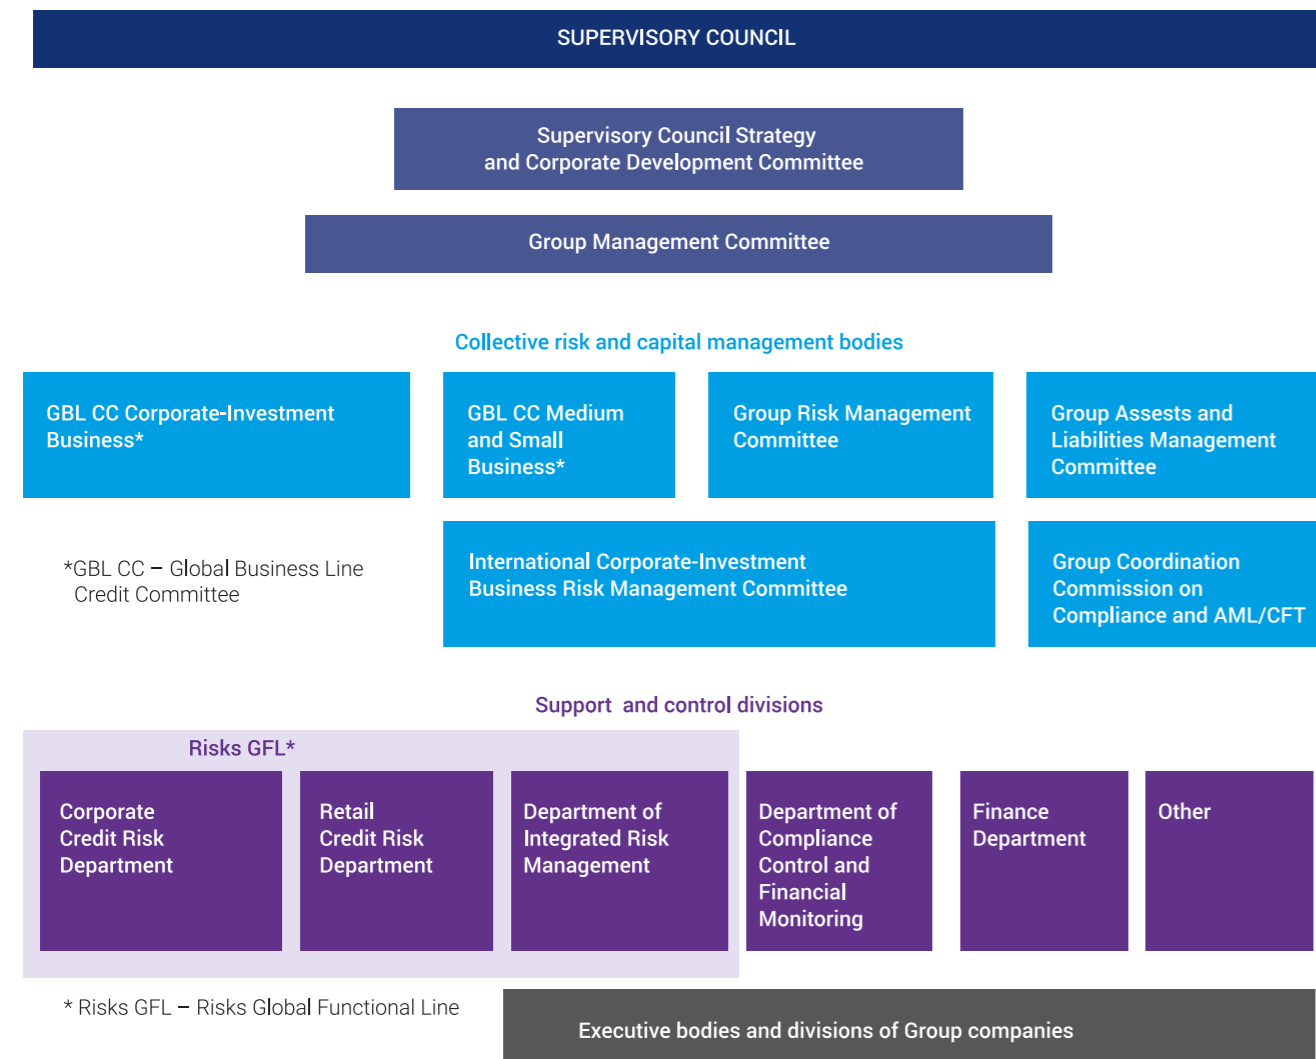 SUPERVISORY COUNCIL
Supervisory Council Strategy
and Corporate Development Committee
Group Management Committee
Collective risk and capital management bodies
GBL CC Corporate-Investment
Business*
GBL CC Medium
and Small
Business*
Group Risk Management
Committee
Group Assests and
Liabilities Management
Committee
*GBL CC – Global Business Line
Credit Committee
International Corporate-Investment
Business Risk Management Committee
Group Coordination
Commission on
Compliance and AML/CFT
Support and control divisions
Risks GFL*
Corporate
Credit Risk
Department
Retail
Credit Risk
Department
Department of
Integrated Risk
Management
Department of
Compliance
Control and
Financial
Monitoring
Finance
Department
Other
* Risks GFL – Risks Global Functional Line
Executive bodies and divisions of Group companies